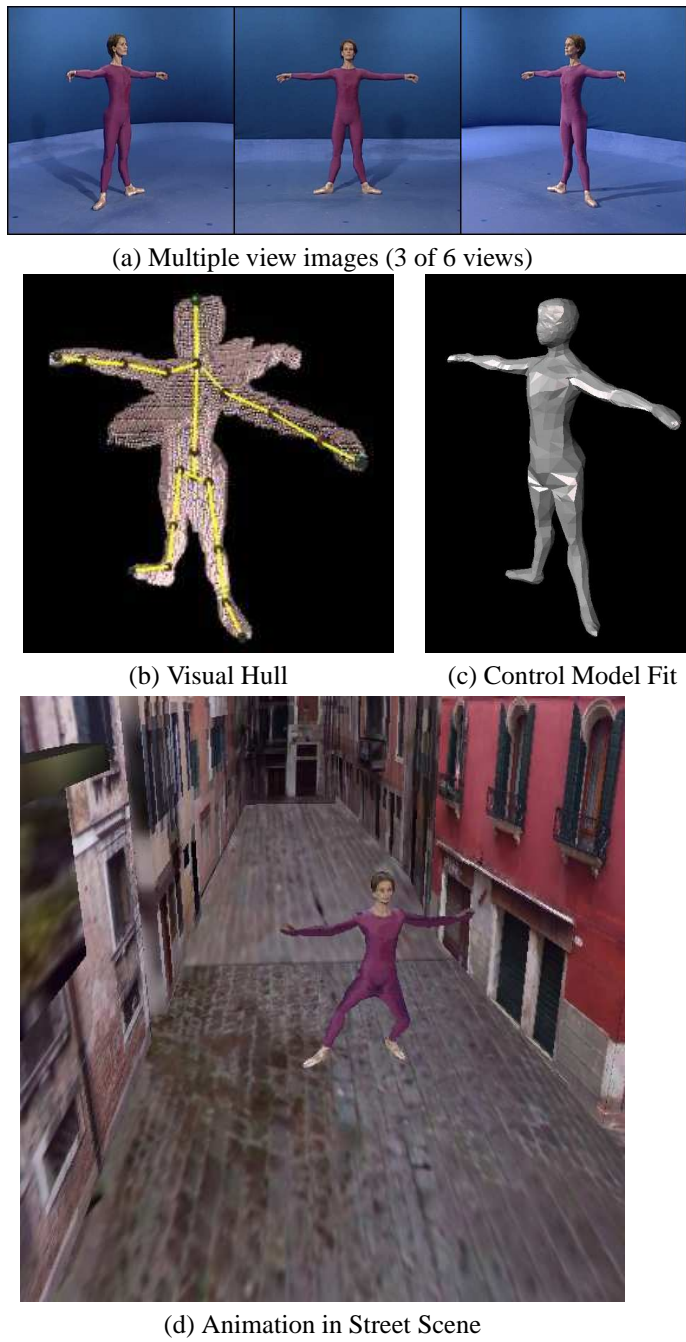 (a) Multiple view images (3 of 6 views)
(b) Visual Hull
(c) Control Model Fit
(d) Animation in Street Scene